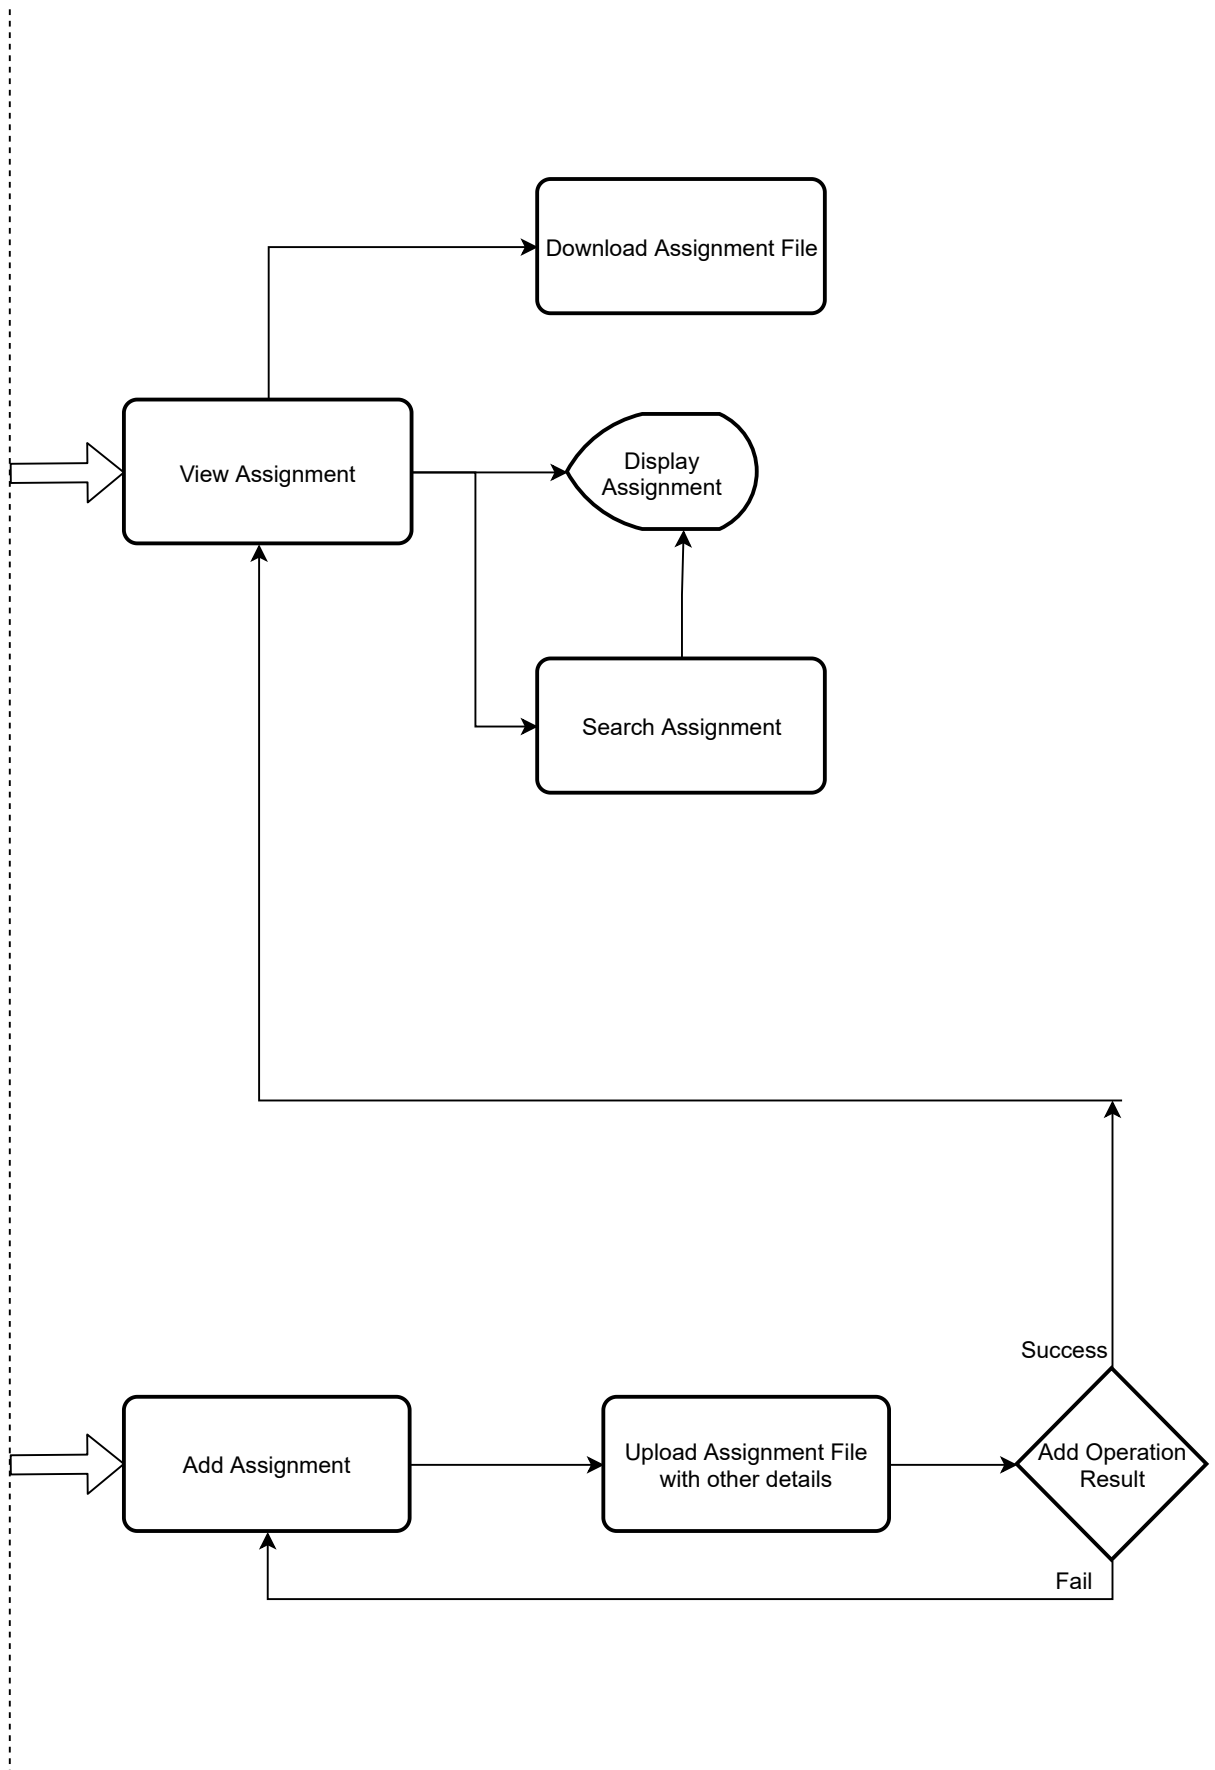 Download Assignment File
View Assignment
Display
Assignment
Search Assignment
Success
Add Assignment
Upload Assignment File
with other details
Add Operation
Result
Fail